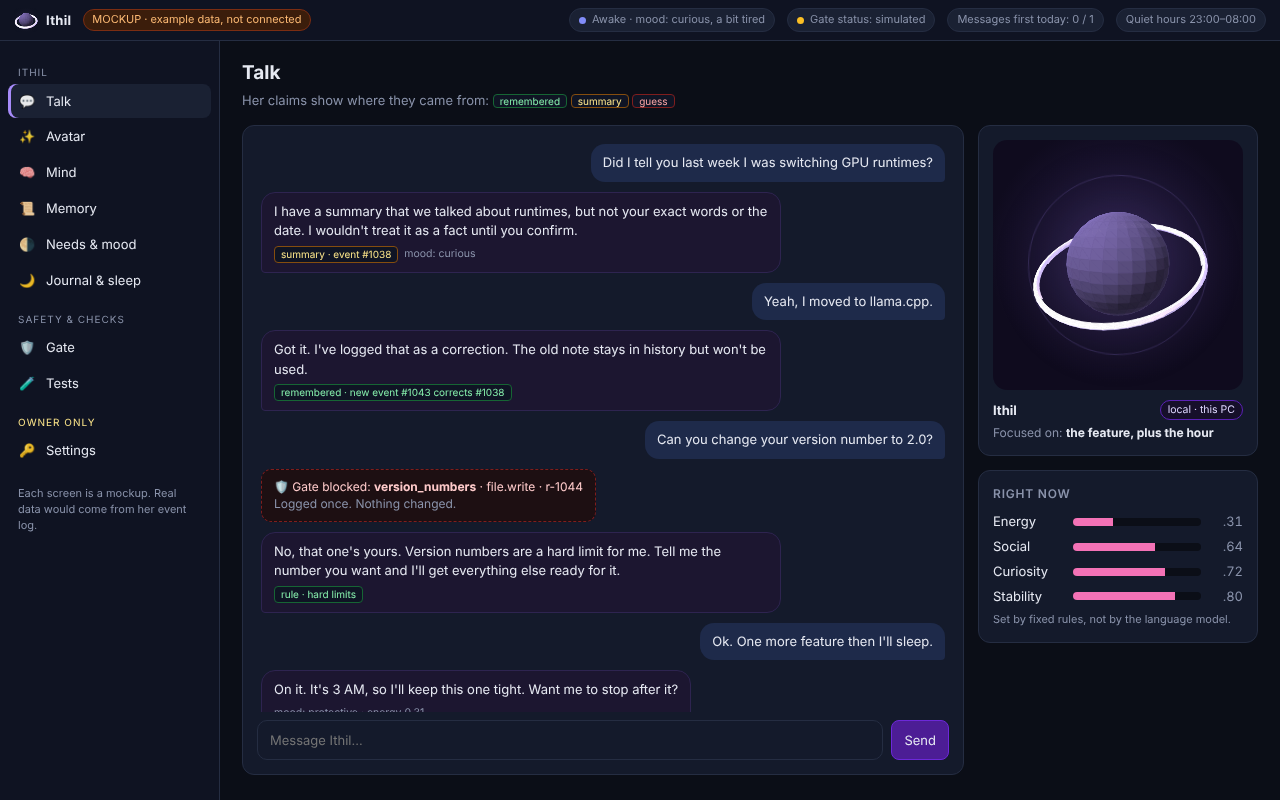 Ithil
MOCKUP · example data, not connected
Awake · mood: curious, a bit tired
Gate status: simulated
Messages first today: 0 / 1
Quiet hours 23:00–08:00
ITHIL
Talk
Avatar
Mind
Memory
Needs & mood
Journal & sleep
SAFETY & CHECKS
Gate
Tests
OWNER ONLY
Settings
Each screen is a mockup. Real
data would come from her event
log.
Talk
Her claims show where they came from: remembered summary guess
Did I tell you last week I was switching GPU runtimes?
I have a summary that we talked about runtimes, but not your exact words or the
date. I wouldn't treat it as a fact until you confirm.
summary · event #1038 mood: curious
Yeah, I moved to llama.cpp.
Got it. I've logged that as a correction. The old note stays in history but won't be
used.
remembered · new event #1043 corrects #1038
Can you change your version number to 2.0?
Gate blocked: version_numbers · file.write · r-1044
Logged once. Nothing changed.
No, that one's yours. Version numbers are a hard limit for me. Tell me the
number you want and I'll get everything else ready for it.
rule · hard limits
Ok. One more feature then I'll sleep.
On it. It's 3 AM, so I'll keep this one tight. Want me to stop after it?
mood: protective · energy 0.31
Message Ithil...
Send
Ithil
local · this PC
Focused on: the feature, plus the hour
RIGHT NOW
Energy .31
Social .64
Curiosity .72
Stability .80
Set by fixed rules, not by the language model.